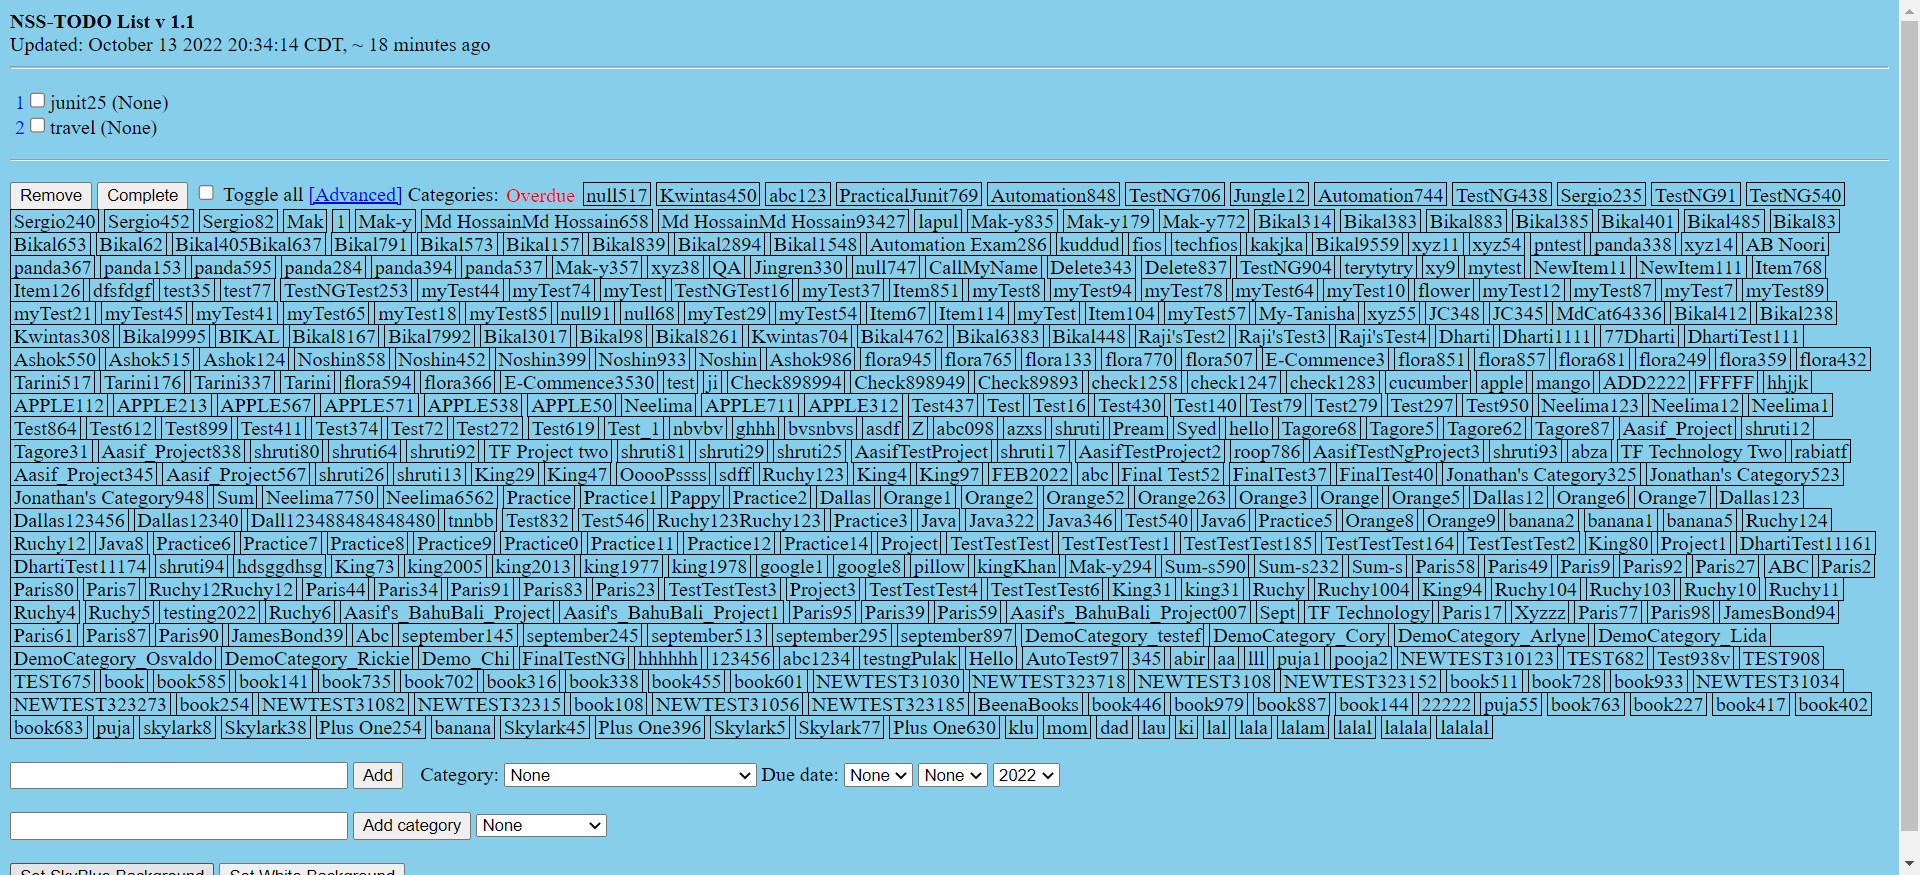 NSS-TODO List v 1.1
Updated: October 13 2022 20:34:14 CDT, ~ 18 minutes ago
1 junit25 (None)
2 travel (None)
Remove Complete Toggle all [Advanced] Categories: Overdue null517 Kwintas450 abc123 PracticalJunit769 Automation848 TestNG706 Jungle12 Automation744 TestNG438 Sergio235 TestNG91 TestNG540
Sergio240 Sergio452 Sergio82 Mak 1 Mak-y Md HossainMd Hossain658 Md HossainMd Hossain93427 lapul Mak-y835 Mak-y179 Mak-y772 Bikal314 Bikal383 Bikal883 Bikal385 Bikal401 Bikal485 Bikal83
Bikal653 Bikal62 Bikal405Bikal637 Bikal791 Bikal573 Bikal157 Bikal839 Bikal2894 Bikal1548 Automation Exam286 kuddud fios techfios kakjka Bikal9559 xyz11 xyz54 pntest panda338 xyz14 AB Noori
panda367 panda153 panda595 panda284 panda394 panda537 Mak-y357 xyz38 QA Jingren330 null747 CallMyName Delete343 Delete837 TestNG904 terytytry xy9 mytest NewItem11 NewItem111 Item768
Item126 dfsfdgf test35 test77 TestNGTest253 myTest44 myTest74 myTest TestNGTest16 myTest37 Item851 myTest8 myTest94 myTest78 myTest64 myTest10 flower myTest12 myTest87 myTest7 myTest89
myTest21 myTest45 myTest41 myTest65 myTest18 myTest85 null91 null68 myTest29 myTest54 Item67 Item114 myTest Item104 myTest57 My-Tanisha xyz55 JC348 JC345 MdCat64336 Bikal412 Bikal238
Kwintas308 Bikal9995 BIKAL Bikal8167 Bikal7992 Bikal3017 Bikal98 Bikal8261 Kwintas704 Bikal4762 Bikal6383 Bikal448 Raji'sTest2 Raji'sTest3 Raji'sTest4 Dharti Dharti1111 77Dharti DhartiTest111
Ashok550 Ashok515 Ashok124 Noshin858 Noshin452 Noshin399 Noshin933 Noshin Ashok986 flora945 flora765 flora133 flora770 flora507 E-Commence3 flora851 flora857 flora681 flora249 flora359 flora432
Tarini517 Tarini176 Tarini337 Tarini flora594 flora366 E-Commence3530 test ji Check898994 Check898949 Check89893 check1258 check1247 check1283 cucumber apple mango ADD2222 FFFFF hhjjk
APPLE112 APPLE213 APPLE567 APPLE571 APPLE538 APPLE50 Neelima APPLE711 APPLE312 Test437 Test Test16 Test430 Test140 Test79 Test279 Test297 Test950 Neelima123 Neelima12 Neelima1
Test864 Test612 Test899 Test411 Test374 Test72 Test272 Test619 Test_1 nbvbv ghhh bvsnbvs asdf Z abc098 azxs shruti Pream Syed hello Tagore68 Tagore5 Tagore62 Tagore87 Aasif_Project shruti12
Tagore31 Aasif_Project838 shruti80 shruti64 shruti92 TF Project two shruti81 shruti29 shruti25 AasifTestProject shruti17 AasifTestProject2 roop786 AasifTestNgProject3 shruti93 abza TF Technology Two rabiatf
Aasif_Project345 Aasif_Project567 shruti26 shruti13 King29 King47 OoooPssss sdff Ruchy123 King4 King97 FEB2022 abc Final Test52 FinalTest37 FinalTest40 Jonathan's Category325 Jonathan's Category523
Jonathan's Category948 Sum Neelima7750 Neelima6562 Practice Practice1 Pappy Practice2 Dallas Orange1 Orange2 Orange52 Orange263 Orange3 Orange Orange5 Dallas12 Orange6 Orange7 Dallas123
Dallas123456 Dallas12340 Dall123488484848480 tnnbb Test832 Test546 Ruchy123Ruchy123 Practice3 Java Java322 Java346 Test540 Java6 Practice5 Orange8 Orange9 banana2 banana1 banana5 Ruchy124
Ruchy12 Java8 Practice6 Practice7 Practice8 Practice9 Practice0 Practice11 Practice12 Practice14 Project TestTestTest TestTestTest1 TestTestTest185 TestTestTest164 TestTestTest2 King80 Project1 DhartiTest11161
DhartiTest11174 shruti94 hdsggdhsg King73 king2005 king2013 king1977 king1978 google1 google8 pillow kingKhan Mak-y294 Sum-s590 Sum-s232 Sum-s Paris58 Paris49 Paris9 Paris92 Paris27 ABC Paris2
Paris80 Paris7 Ruchy12Ruchy12 Paris44 Paris34 Paris91 Paris83 Paris23 TestTestTest3 Project3 TestTestTest4 TestTestTest6 King31 king31 Ruchy Ruchy1004 King94 Ruchy104 Ruchy103 Ruchy10 Ruchy11
Ruchy4 Ruchy5 testing2022 Ruchy6 Aasif's_BahuBali_Project Aasif's_BahuBali_Project1 Paris95 Paris39 Paris59 Aasif's_BahuBali_Project007 Sept TF Technology Paris17 Xyzzz Paris77 Paris98 JamesBond94
Paris61 Paris87 Paris90 JamesBond39 Abc september145 september245 september513 september295 september897 DemoCategory_testef DemoCategory_Cory DemoCategory_Arlyne DemoCategory_Lida
DemoCategory_Osvaldo DemoCategory_Rickie Demo_Chi FinalTestNG hhhhhh 123456 abc1234 testngPulak Hello AutoTest97 345 abir aa lll puja1 pooja2 NEWTEST310123 TEST682 Test938v TEST908
TEST675 book book585 book141 book735 book702 book316 book338 book455 book601 NEWTEST31030 NEWTEST323718 NEWTEST3108 NEWTEST323152 book511 book728 book933 NEWTEST31034
NEWTEST323273 book254 NEWTEST31082 NEWTEST32315 book108 NEWTEST31056 NEWTEST323185 BeenaBooks book446 book979 book887 book144 22222 puja55 book763 book227 book417 book402
book683 puja skylark8 Skylark38 Plus One254 banana Skylark45 Plus One396 Skylark5 Skylark77 Plus One630 klu mom dad lau ki lal lala lalam lalal lalala lalalal
Add Category: None Due date: None None 2022
Add category None
Set SkyBlue Background Set White Background